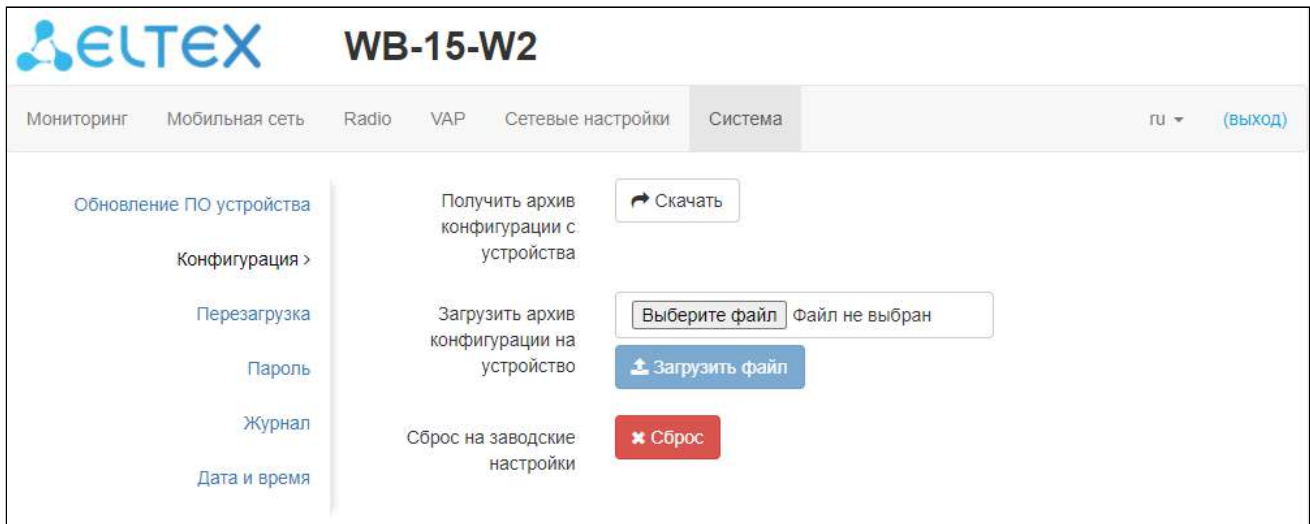 ELTEX WB-15-W2
Мониторинг Мобильная сеть Radio VAP Сетевые настройки Система ru (выход)
Обновление ПО устройства
Конфигурация >
Перезагрузка
Пароль
Журнал
Дата и время
Получить архив
конфигурации с
устройства
Скачать
Загрузить архив
конфигурации на
устройство
Выберите файл Файл не выбран
Загрузить файл
Сброс на заводские
настройки
Сброс